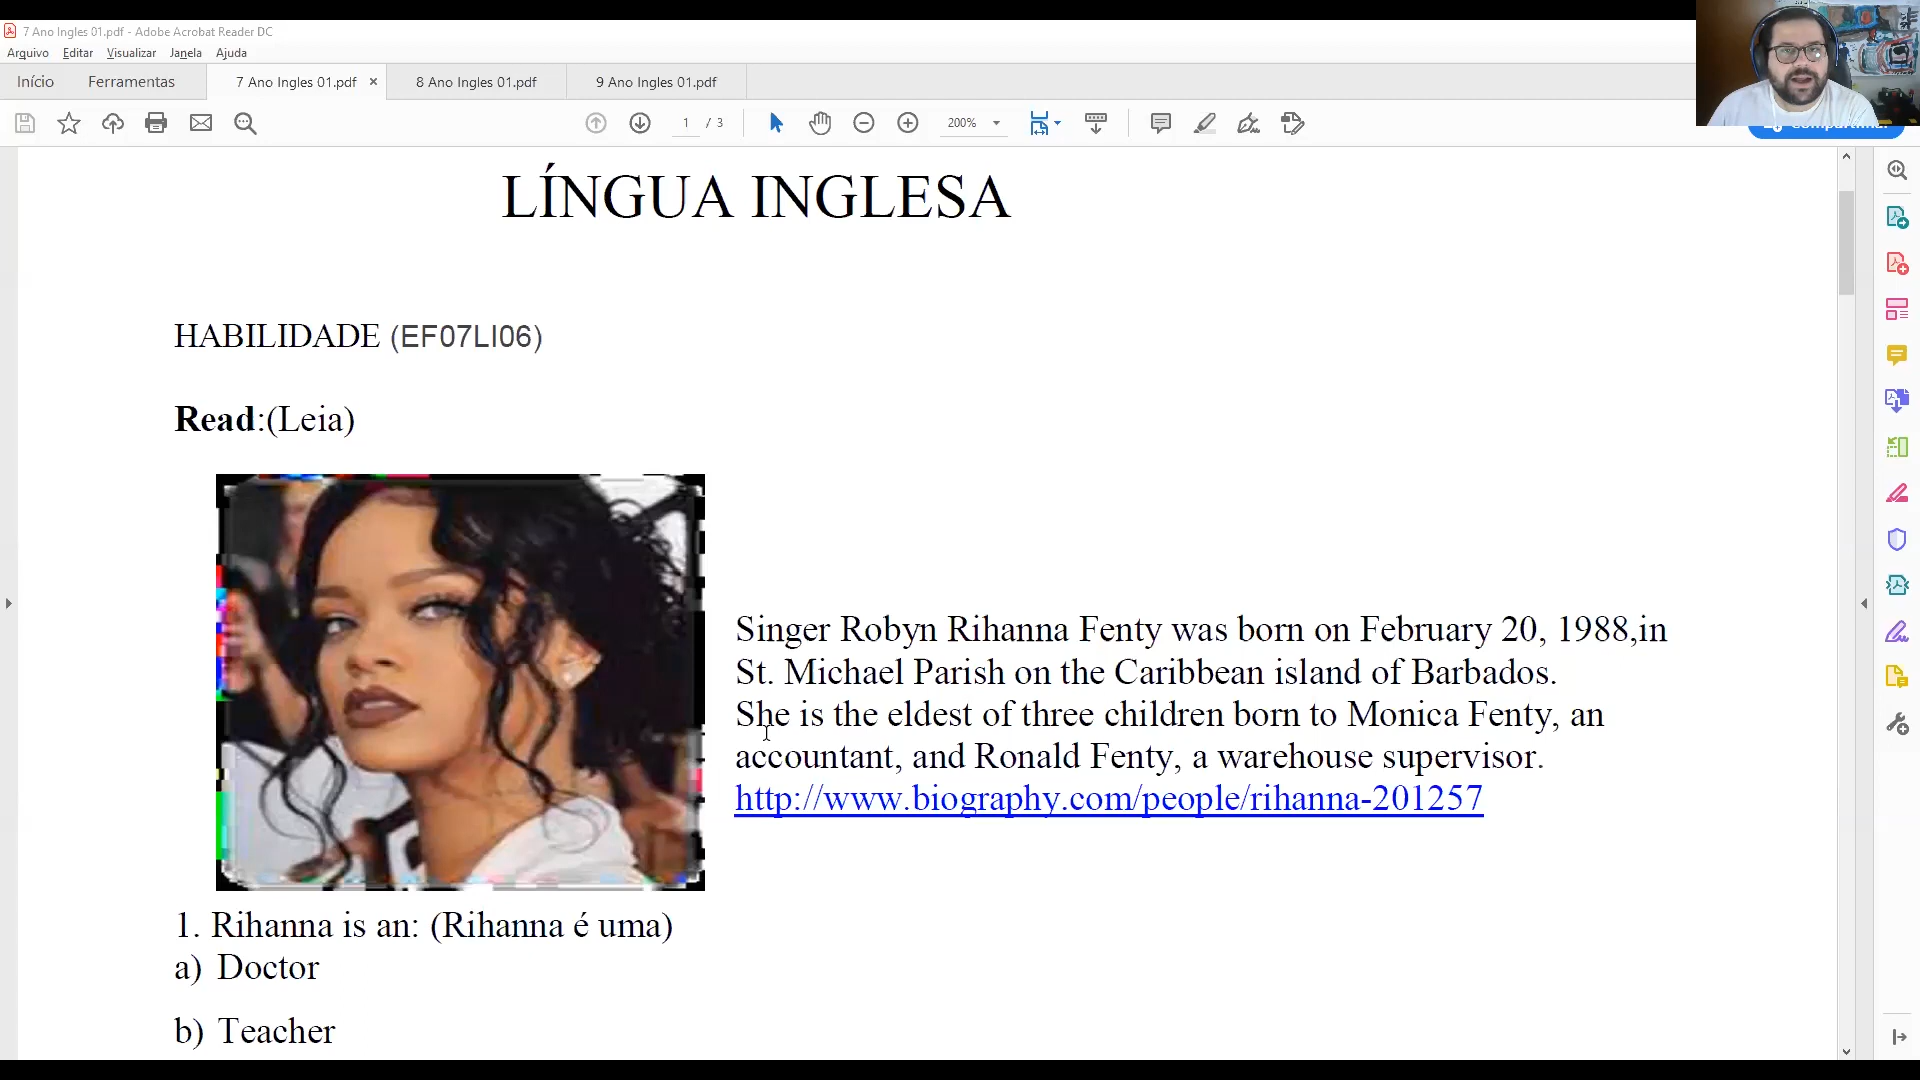 7 Ano Ingles 01.pdf - Adobe Acrobat Reader DC
Arquivo Editar Visualizar Janela Ajuda
Início Ferramentas 7 Ano Ingles 01.pdf × 8 Ano Ingles 01.pdf 9 Ano Ingles 01.pdf
1 / 3 200%
LÍNGUA INGLESA
HABILIDADE (EF07LI06)
Read:(Leia)
Singer Robyn Rihanna Fenty was born on February 20, 1988,in
St. Michael Parish on the Caribbean island of Barbados.
She is the eldest of three children born to Monica Fenty, an
accountant, and Ronald Fenty, a warehouse supervisor.
http://www.biography.com/people/rihanna-201257
1. Rihanna is an: (Rihanna é uma)
a) Doctor
b) Teacher